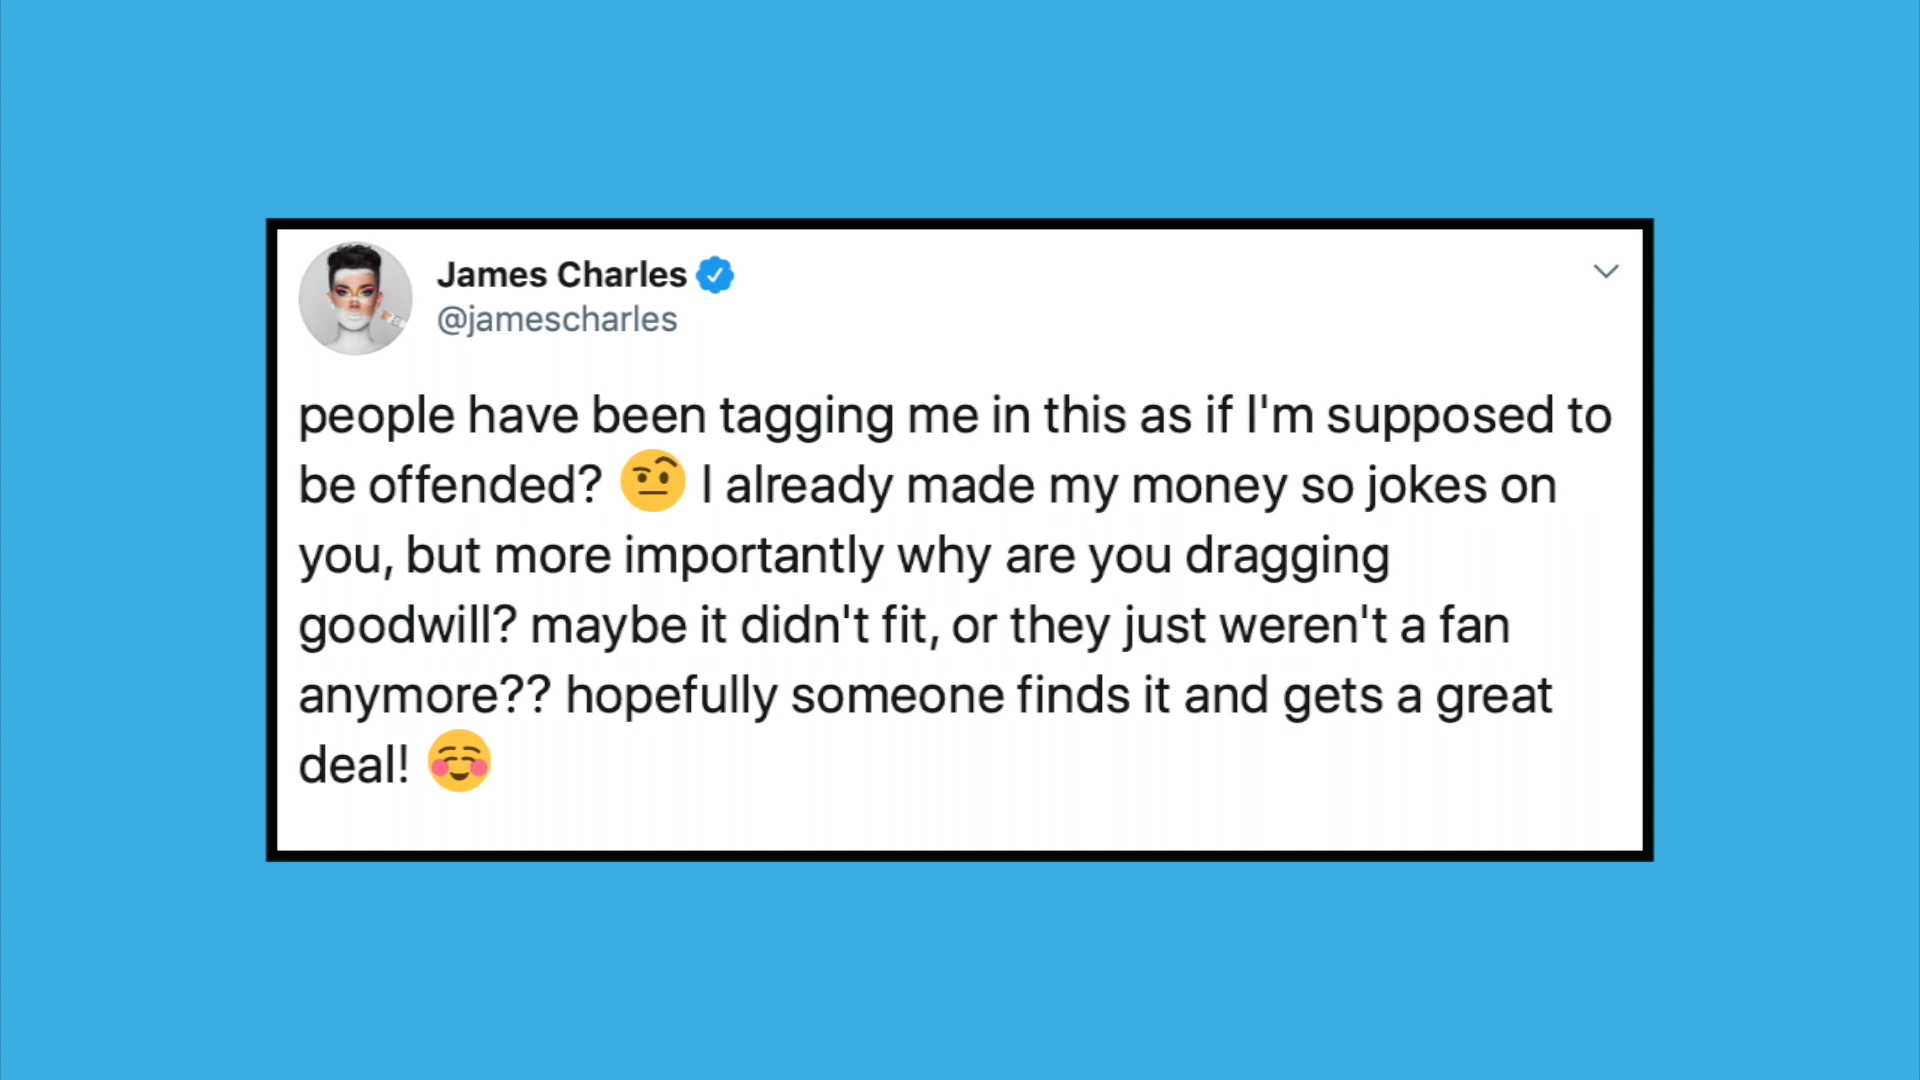 James Charles
@jamescharles
people have been tagging me in this as if I'm supposed to
be offended? 🤨 I already made my money so jokes on
you, but more importantly why are you dragging
goodwill? maybe it didn't fit, or they just weren't a fan
anymore?? hopefully someone finds it and gets a great
deal! ☺️